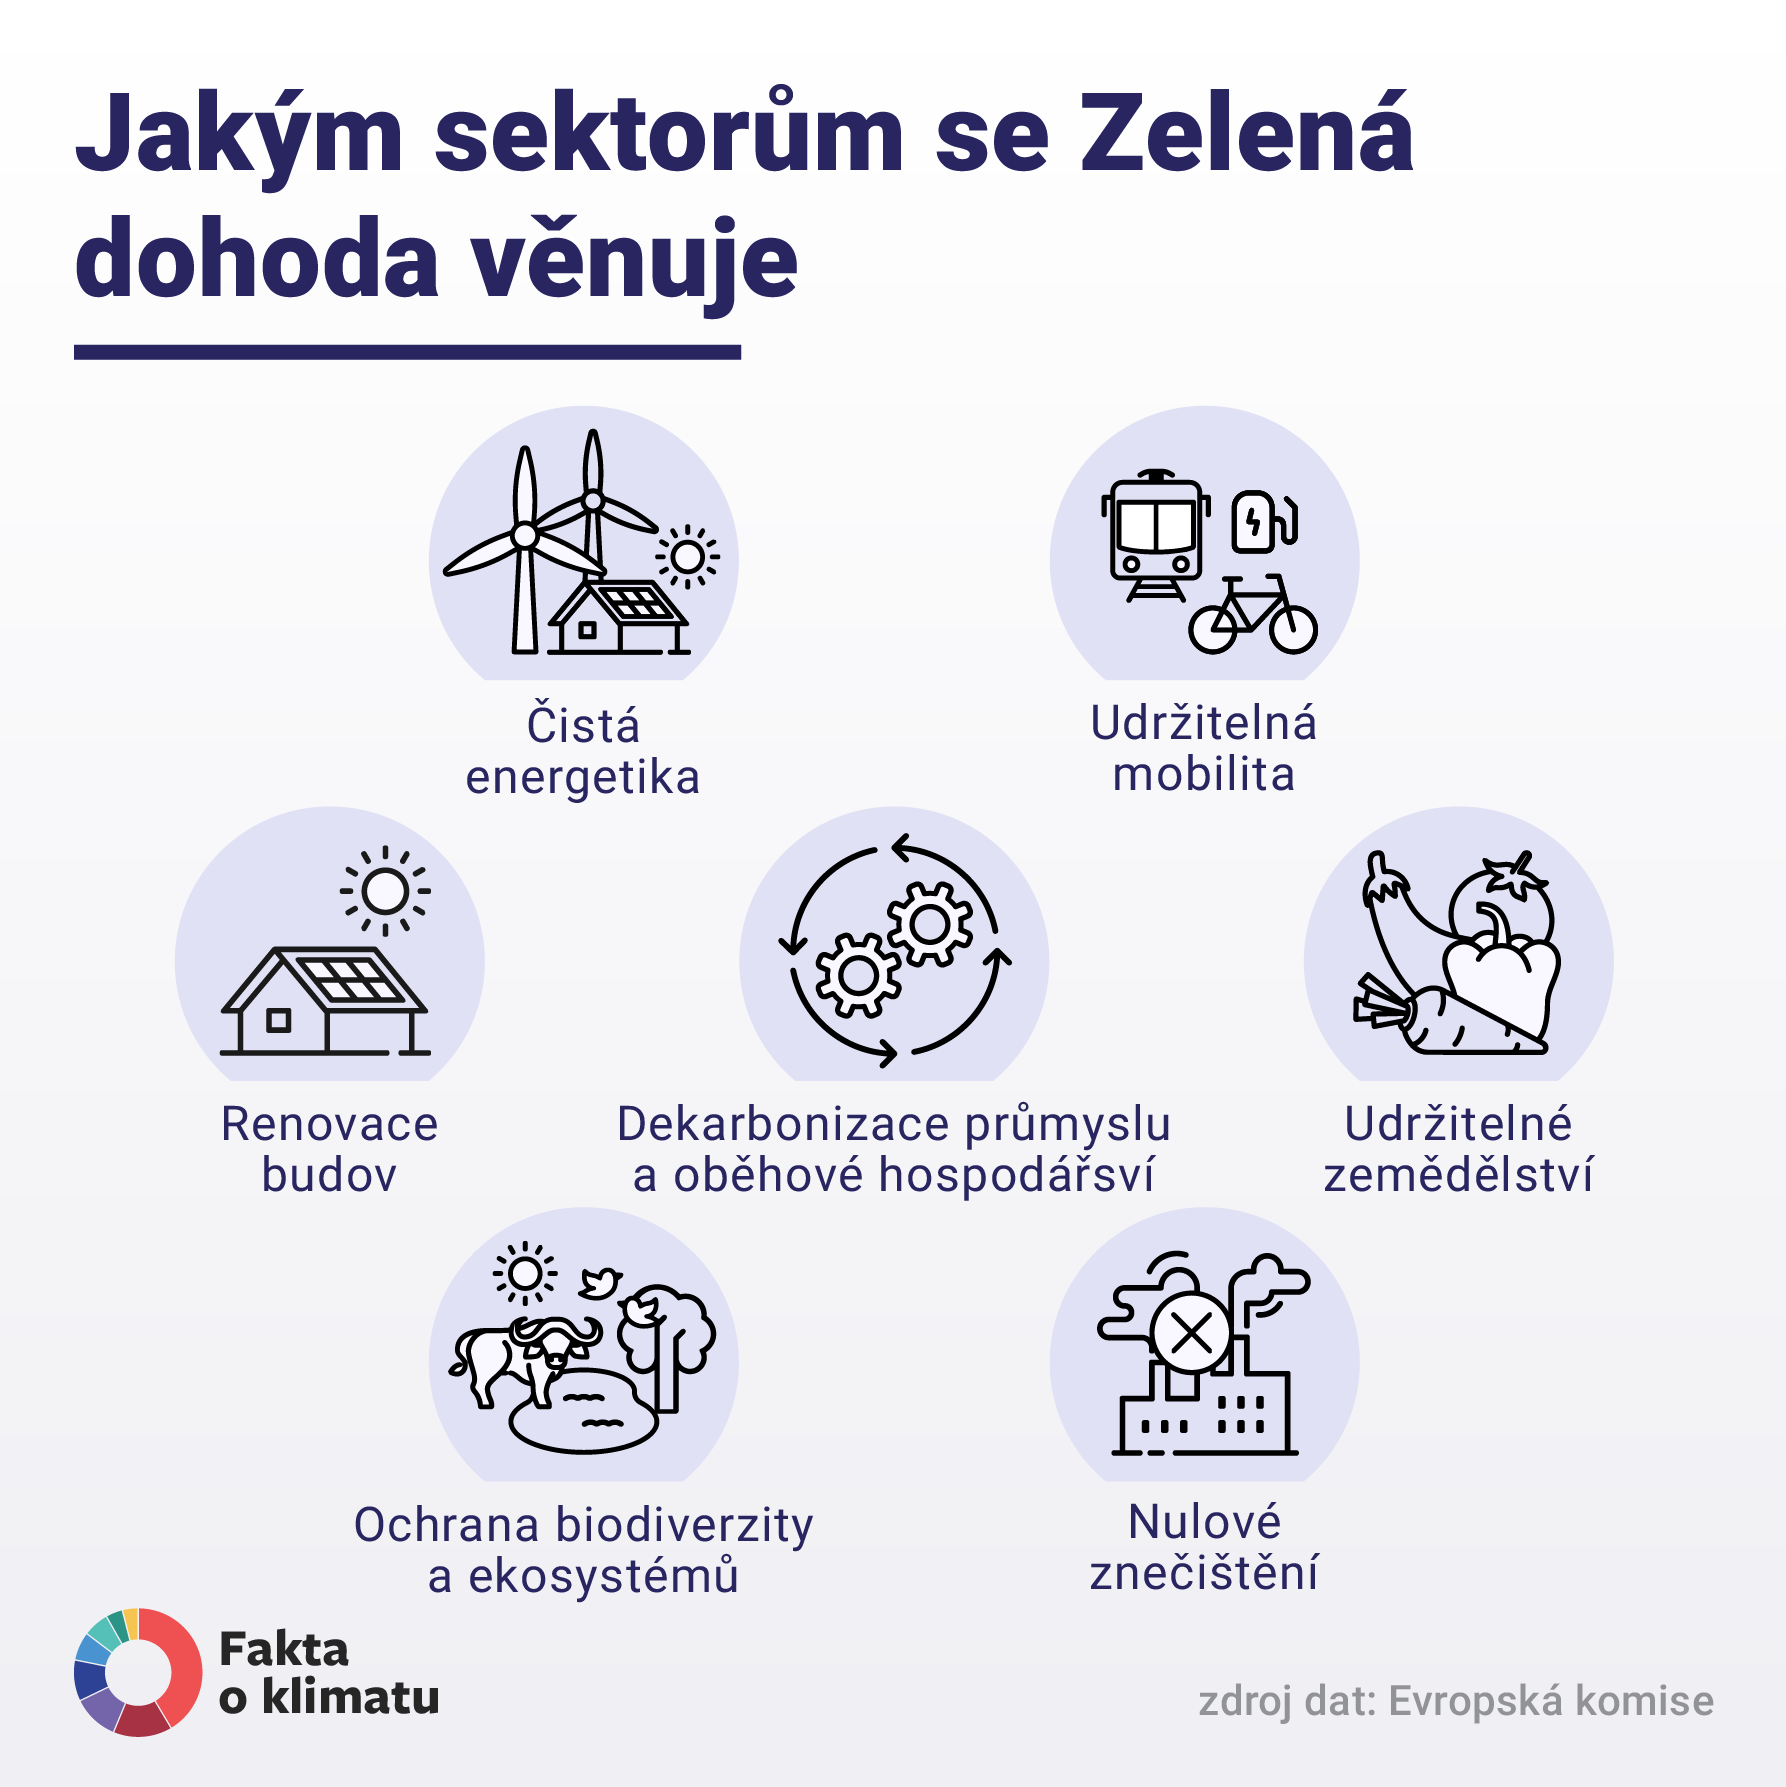 Jakým sektorům se Zelená
dohoda věnuje
Čistá
energetika
Udržitelná
mobilita
Renovace
budov
Dekarbonizace průmyslu
a oběhové hospodářsví
Udržitelné
zemědělství
Ochrana biodiverzity
a ekosystémů
Nulové
znečištění
Fakta
o klimatu
zdroj dat: Evropská komise